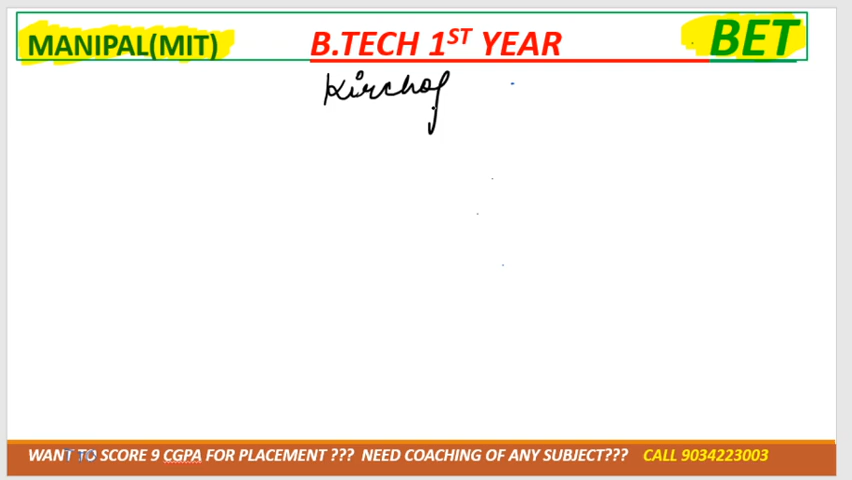 MANIPAL(MIT) B.TECH 1ST YEAR BET
Kirchof
WANT TO SCORE 9 CGPA FOR PLACEMENT ??? NEED COACHING OF ANY SUBJECT??? CALL 9034223003